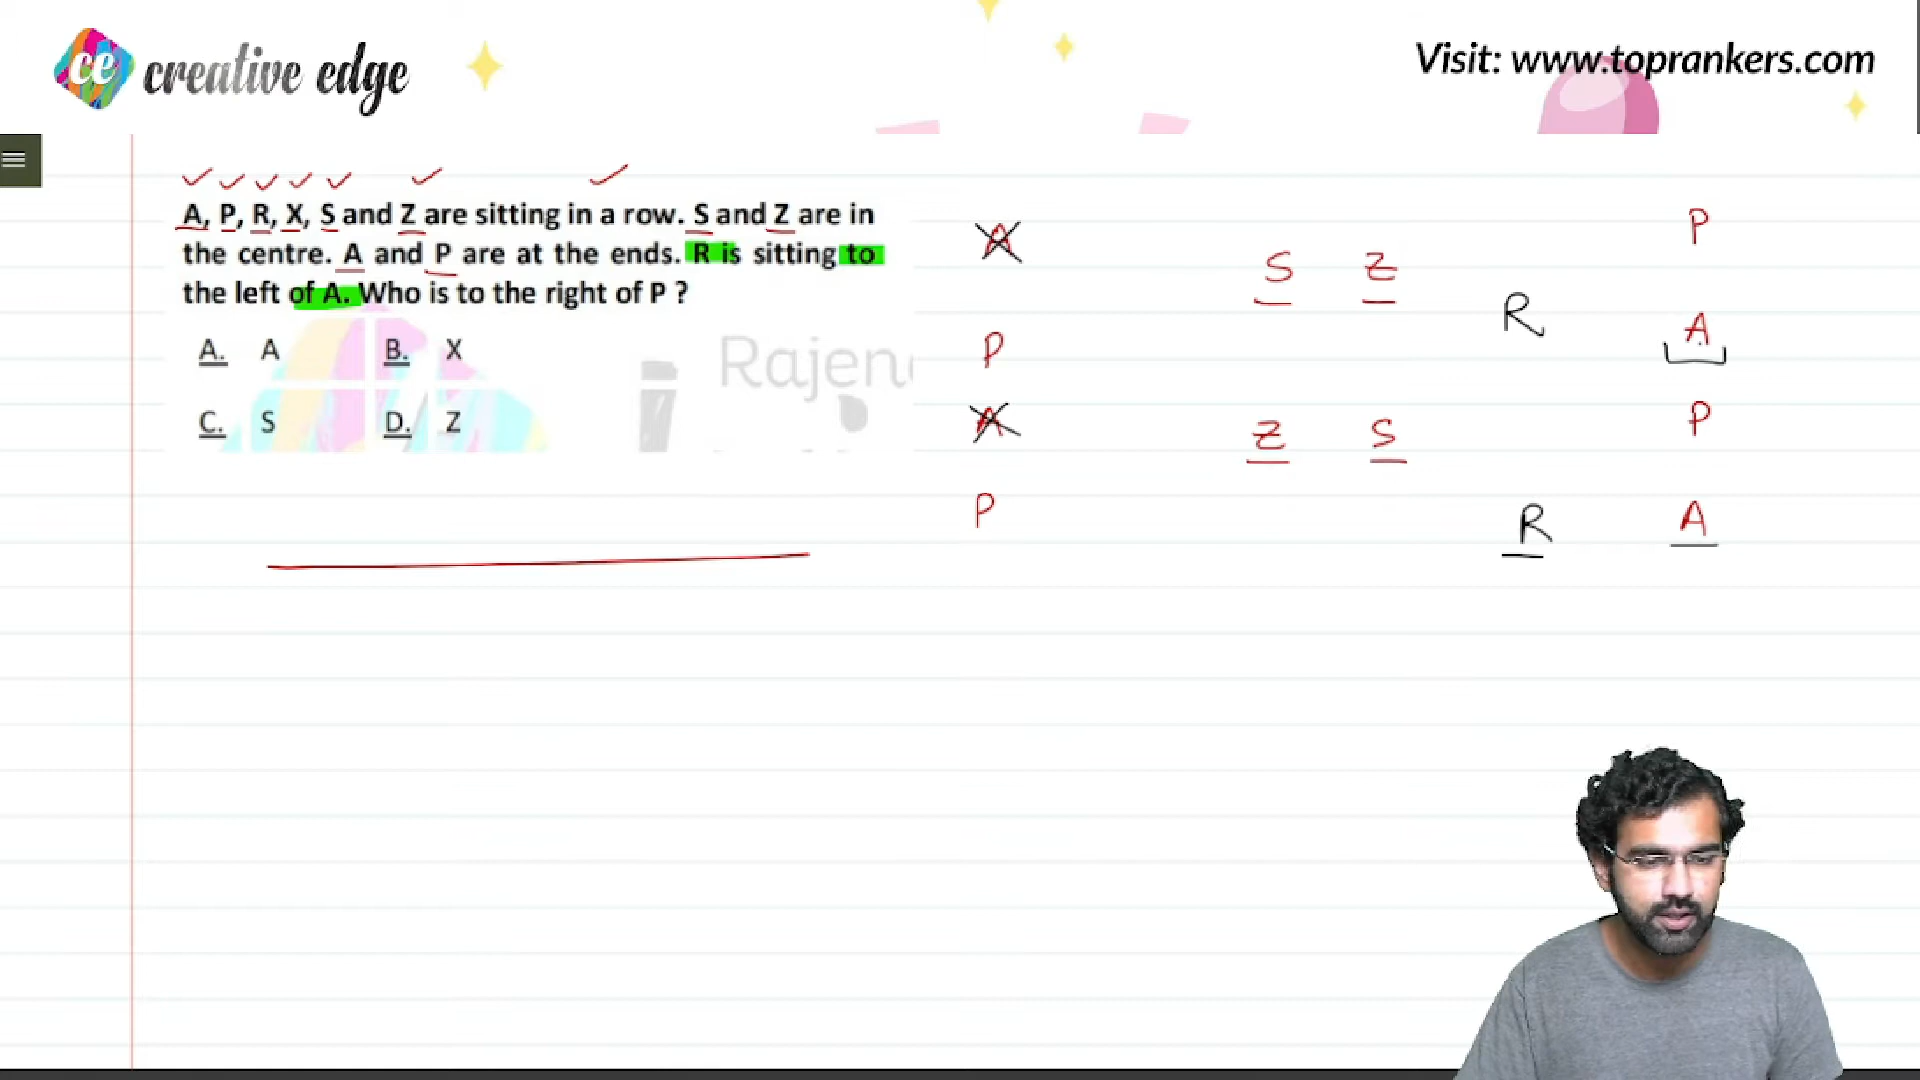 ce creative edge
Visit: www.toprankers.com
A, P, R, X, S and Z are sitting in a row. S and Z are in
the centre. A and P are at the ends. R is sitting to
the left of A. Who is to the right of P ?
A. A B. X
C. S D. Z
Rajen
A S Z P
P R A
A Z S P
P R A